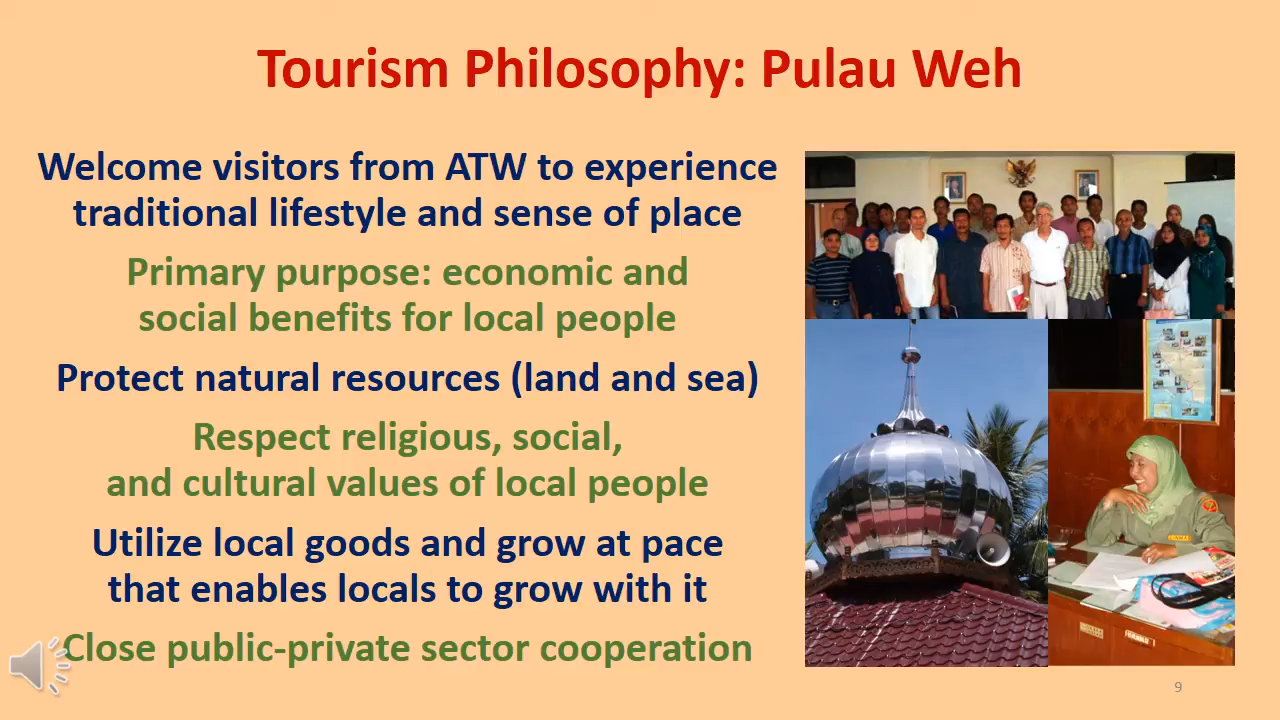 Tourism Philosophy: Pulau Weh
Welcome visitors from ATW to experience
traditional lifestyle and sense of place
Primary purpose: economic and
social benefits for local people
Protect natural resources (land and sea)
Respect religious, social,
and cultural values of local people
Utilize local goods and grow at pace
that enables locals to grow with it
Close public-private sector cooperation
9